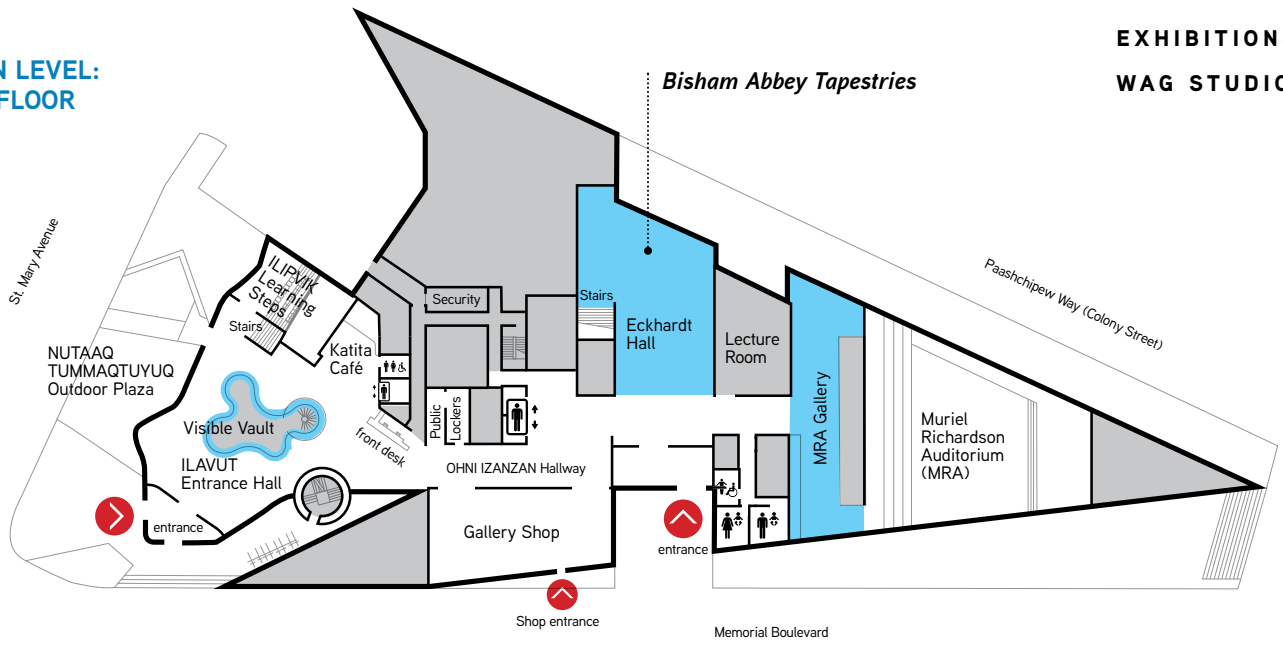 N LEVEL:
FLOOR
Bisham Abbey Tapestries
EXHIBITION
WAG STUDIO
St. Mary Avenue
Paashchipew Way (Colony Street)
ILIPVIK
Learning
Steps
Stairs
NUTAAQ
TUMMAQTUYUQ
Outdoor Plaza
Katita
Café
Security
Stairs
Eckhardt
Hall
Lecture
Room
MRA Gallery
Muriel
Richardson
Auditorium
(MRA)
Visible Vault
ILAVUT
Entrance Hall
front desk
Public
Lockers
OHNI IZANZAN Hallway
entrance
Gallery Shop
entrance
Shop entrance
Memorial Boulevard